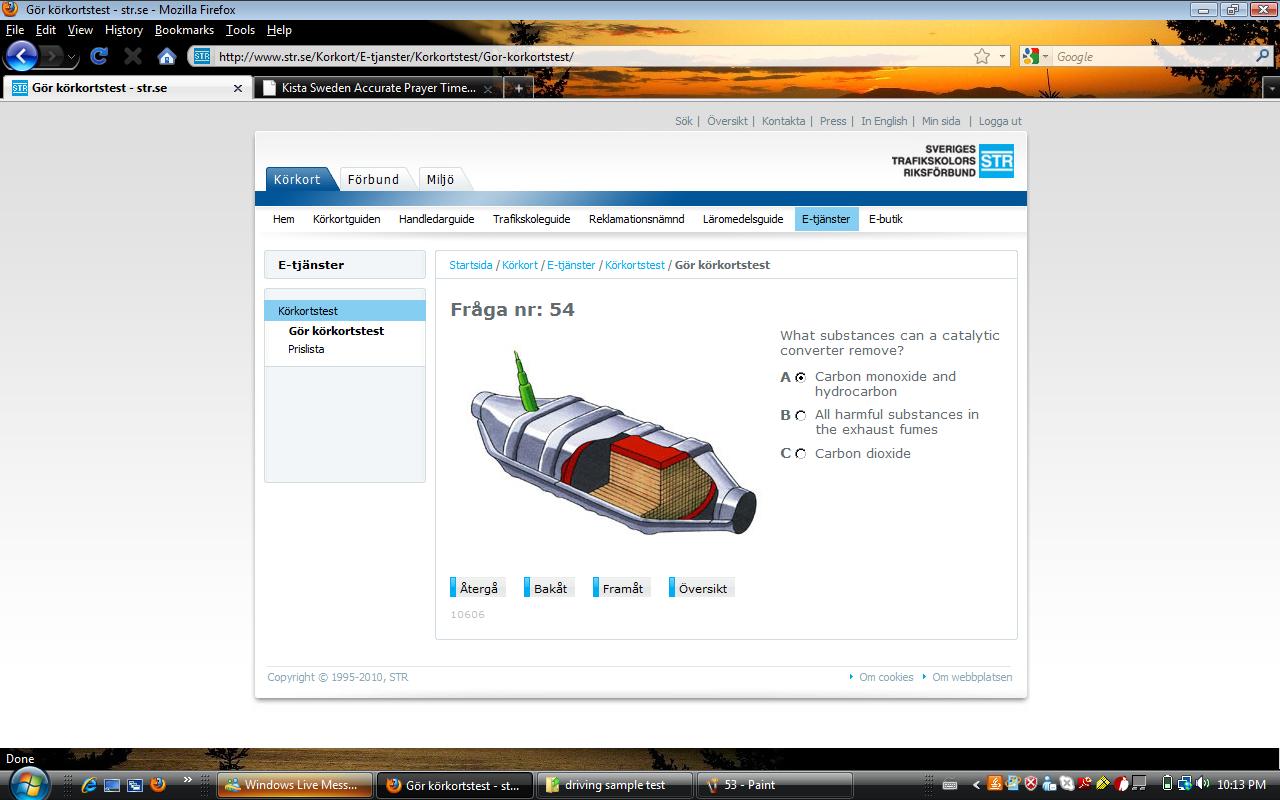 Gör körkortstest - str.se - Mozilla Firefox
File Edit View History Bookmarks Tools Help
STR http://www.str.se/Korkort/E-tjanster/Korkortstest/Gor-korkortstest/ Google
STR Gör körkortstest - str.se Kista Sweden Accurate Prayer Time...
Sök | Översikt | Kontakta | Press | In English | Min sida | Logga ut
SVERIGES
TRAFIKSKOLORS STR
RIKSFÖRBUND
Körkort Förbund Miljö
Hem Körkortguiden Handledarguide Trafikskoleguide Reklamationsnämnd Läromedelsguide E-tjänster E-butik
E-tjänster
Körkortstest
Gör körkortstest
Prislista
Startsida / Körkort / E-tjänster / Körkortstest / Gör körkortstest
Fråga nr: 54
What substances can a catalytic
converter remove?
A Carbon monoxide and
hydrocarbon
B All harmful substances in
the exhaust fumes
C Carbon dioxide
Återgå Bakåt Framåt Översikt
10606
Copyright © 1995-2010, STR Om cookies Om webbplatsen
Done
Windows Live Mess... Gör körkortstest - st... driving sample test 53 - Paint 10:13 PM